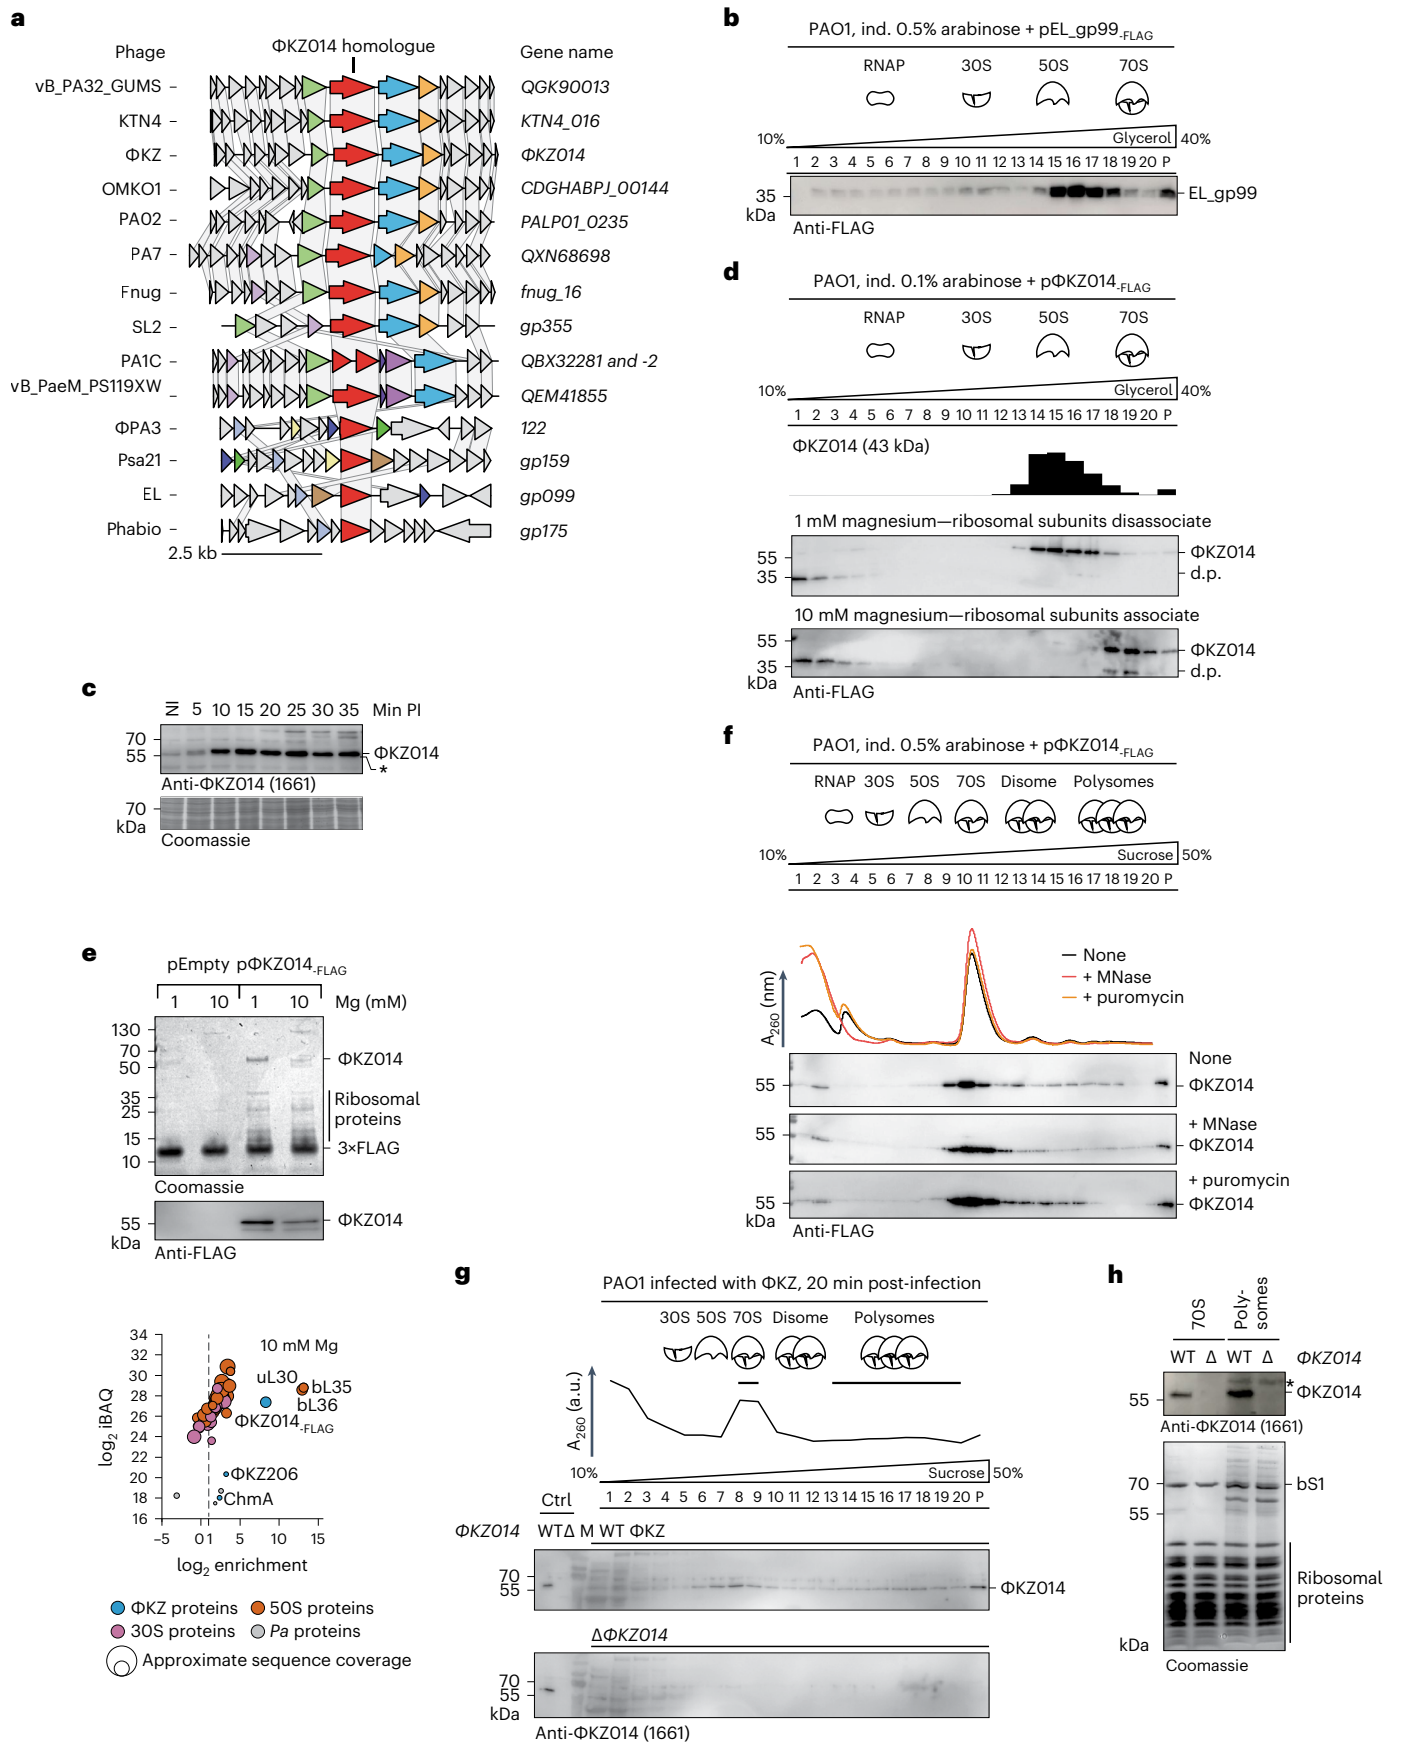 a
Phage
ΦKZ014 homologue
Gene name
vB_PA32_GUMS
QGK90013
KTN4
KTN4_016
ΦKZ
ΦKZ014
OMKO1
CDGHABPJ_00144
PA02
PALP01_0235
PA7
QXN68698
Fnug
fnug_16
SL2
gp355
PA1C
QBX32281 and -2
vB_PaeM_PS119XW
QEM41855
ΦPA3
122
Psa21
gp159
EL
gp099
Phabio
gp175
2.5 kb
b
PAO1, ind. 0.5% arabinose + pEL_gp99-FLAG
RNAP 30S 50S 70S
10% Glycerol 40%
1 2 3 4 5 6 7 8 9 10 11 12 13 14 15 16 17 18 19 20 P
35
kDa
EL_gp99
Anti-FLAG
c
NI 5 10 15 20 25 30 35 Min PI
70
55
ΦKZ014
*
Anti-ΦKZ014 (1661)
70
kDa
Coomassie
d
PAO1, ind. 0.1% arabinose + pΦKZ014-FLAG
RNAP 30S 50S 70S
10% Glycerol 40%
1 2 3 4 5 6 7 8 9 10 11 12 13 14 15 16 17 18 19 20 P
ΦKZ014 (43 kDa)
1 mM magnesium—ribosomal subunits disassociate
55
35
ΦKZ014
d.p.
10 mM magnesium—ribosomal subunits associate
55
35
kDa
ΦKZ014
d.p.
Anti-FLAG
e
pEmpty pΦKZ014-FLAG
1 10 1 10 Mg (mM)
130
70
50
35
25
15
10
ΦKZ014
Ribosomal
proteins
3×FLAG
Coomassie
55
kDa
ΦKZ014
Anti-FLAG
34
32
30
28
26
24
22
20
18
16
log2 iBAQ
10 mM Mg
uL30
bL35
bL36
ΦKZ014-FLAG
ΦKZ206
ChmA
−5 0 1 5 10 15
log2 enrichment
ΦKZ proteins
50S proteins
30S proteins
Pa proteins
Approximate sequence coverage
f
PAO1, ind. 0.5% arabinose + pΦKZ014-FLAG
RNAP 30S 50S 70S Disome Polysomes
10% Sucrose 50%
1 2 3 4 5 6 7 8 9 10 11 12 13 14 15 16 17 18 19 20 P
A260 (nm)
None
+ MNase
+ puromycin
None
55
ΦKZ014
+ MNase
55
ΦKZ014
+ puromycin
55
kDa
ΦKZ014
Anti-FLAG
g
PAO1 infected with ΦKZ, 20 min post-infection
30S 50S 70S Disome Polysomes
A260 (a.u.)
10% Sucrose 50%
Ctrl
1 2 3 4 5 6 7 8 9 10 11 12 13 14 15 16 17 18 19 20 P
ΦKZ014 WT Δ M WT ΦKZ
70
55
ΦKZ014
ΔΦKZ014
70
55
kDa
Anti-ΦKZ014 (1661)
h
70S
Poly-
somes
WT Δ WT Δ ΦKZ014
*
55
ΦKZ014
Anti-ΦKZ014 (1661)
70
55
bS1
Ribosomal
proteins
kDa
Coomassie